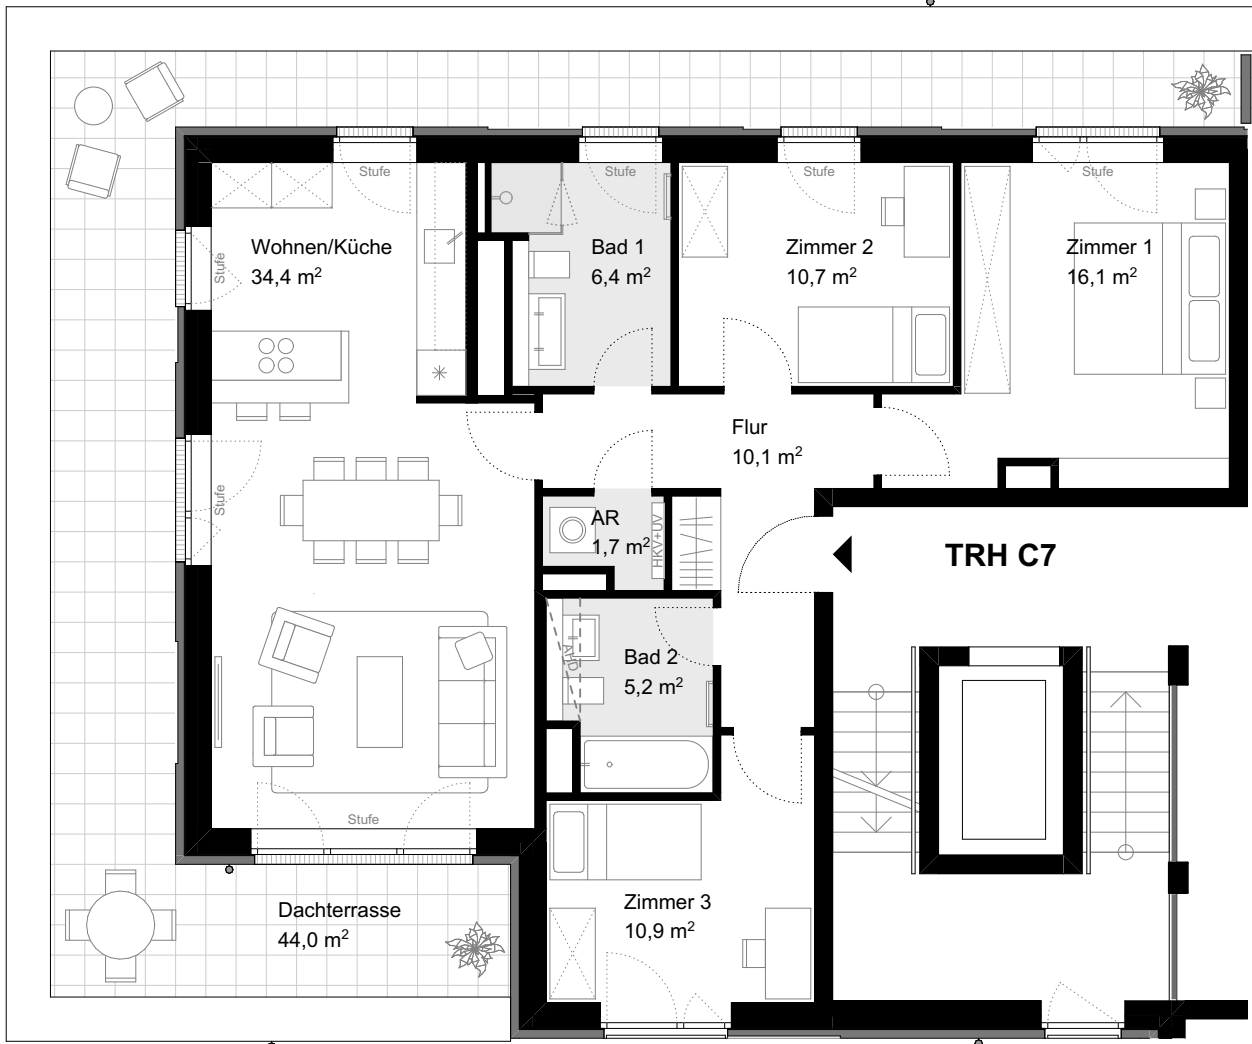 Stufe
Stufe
Stufe
Stufe
Wohnen/Küche
34,4 m²
Stufe
Bad 1
6,4 m²
Zimmer 2
10,7 m²
Zimmer 1
16,1 m²
Flur
10,1 m²
Stufe
AR
1,7 m²
HKV+UV
TRH C7
Bad 2
5,2 m²
AHD
Stufe
Dachterrasse
44,0 m²
Zimmer 3
10,9 m²